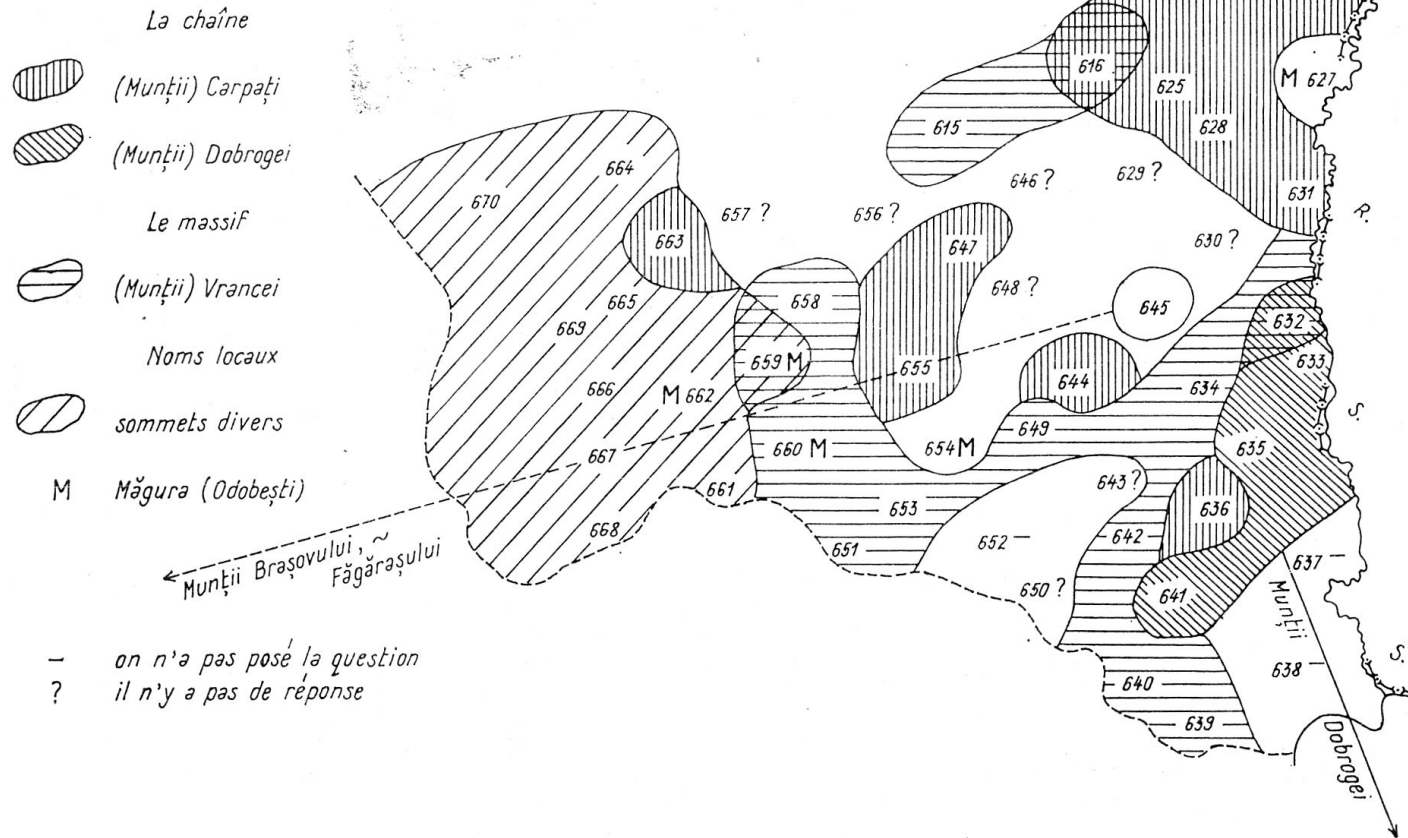 La chaîne
(Munții) Carpați
(Munții) Dobrogei
Le massif
(Munții) Vrancei
Noms locaux
sommets divers
M Măgura (Odobești)
Munții Brașovului, ~
Făgărașului
— on n'a pas posé la question
? il n'y a pas de réponse
616
625
M 627
615
628
664
646 ?
629 ?
631
670
657 ?
656 ?
R.
663
647
630 ?
658
648 ?
665
645
669
632
659 M
633
655
644
634
666
M 662
S.
649
660 M
654 M
635
667
661
643 ?
653
636
668
642
652 —
651
637 —
650 ?
641
Munții
S.
638 —
640
639
Dobrogei